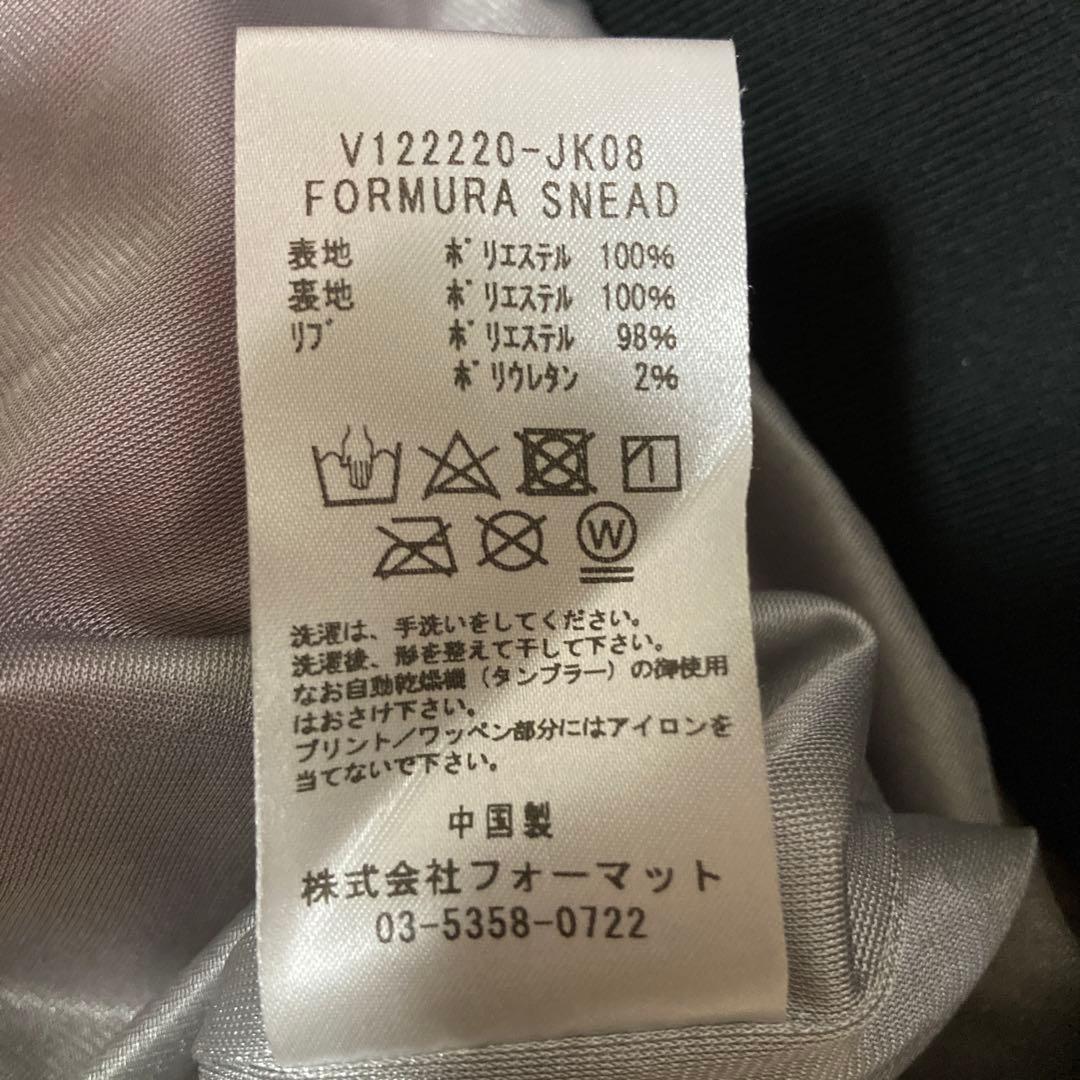 V122220-JK08
FORMURA SNEAD
表地 ポリエステル 100%
裏地 ポリエステル 100%
リブ ポリエステル 98%
ポリウレタン 2%
W
洗濯は、手洗いをしてください。
洗濯後、形を整えて干して下さい。
なお自動乾燥機（タンブラー）の御使用
はおさけ下さい。
プリント／ワッペン部分にはアイロンを
当てないで下さい。
中国製
株式会社フォーマット
03-5358-0722